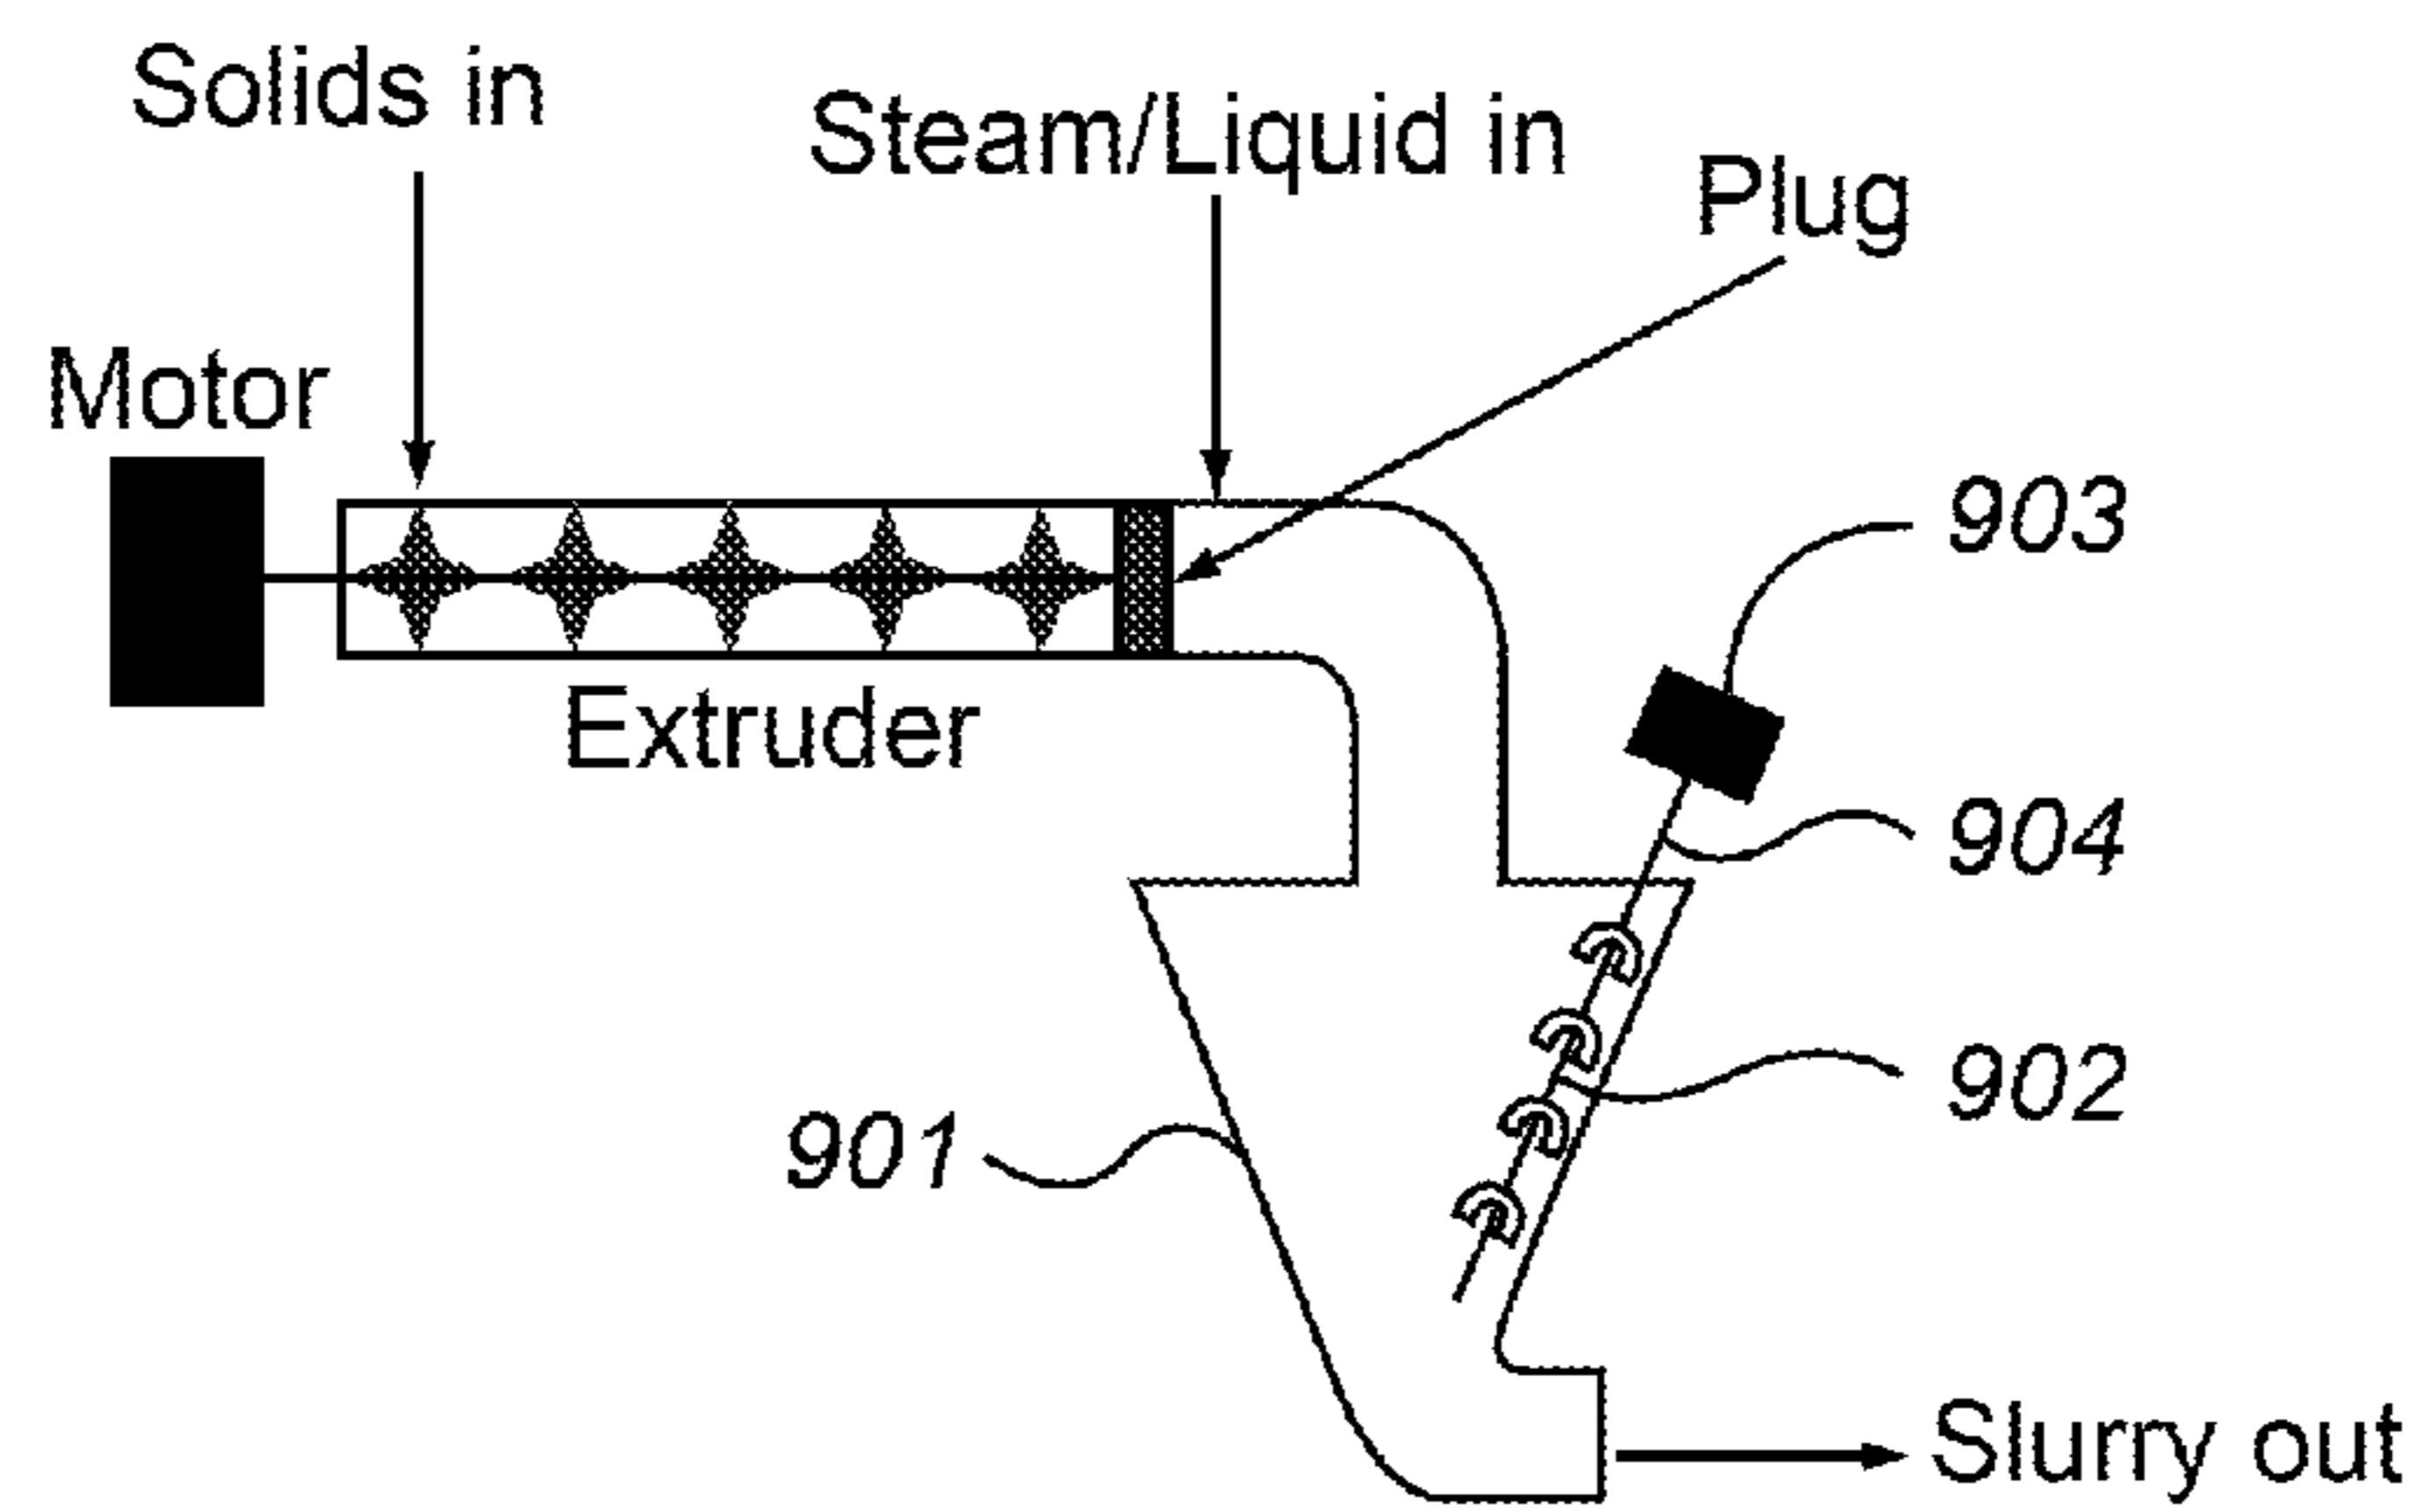 Solids in
Steam/Liquid in
Plug
Motor
903
Extruder
904
902
901
Slurry out